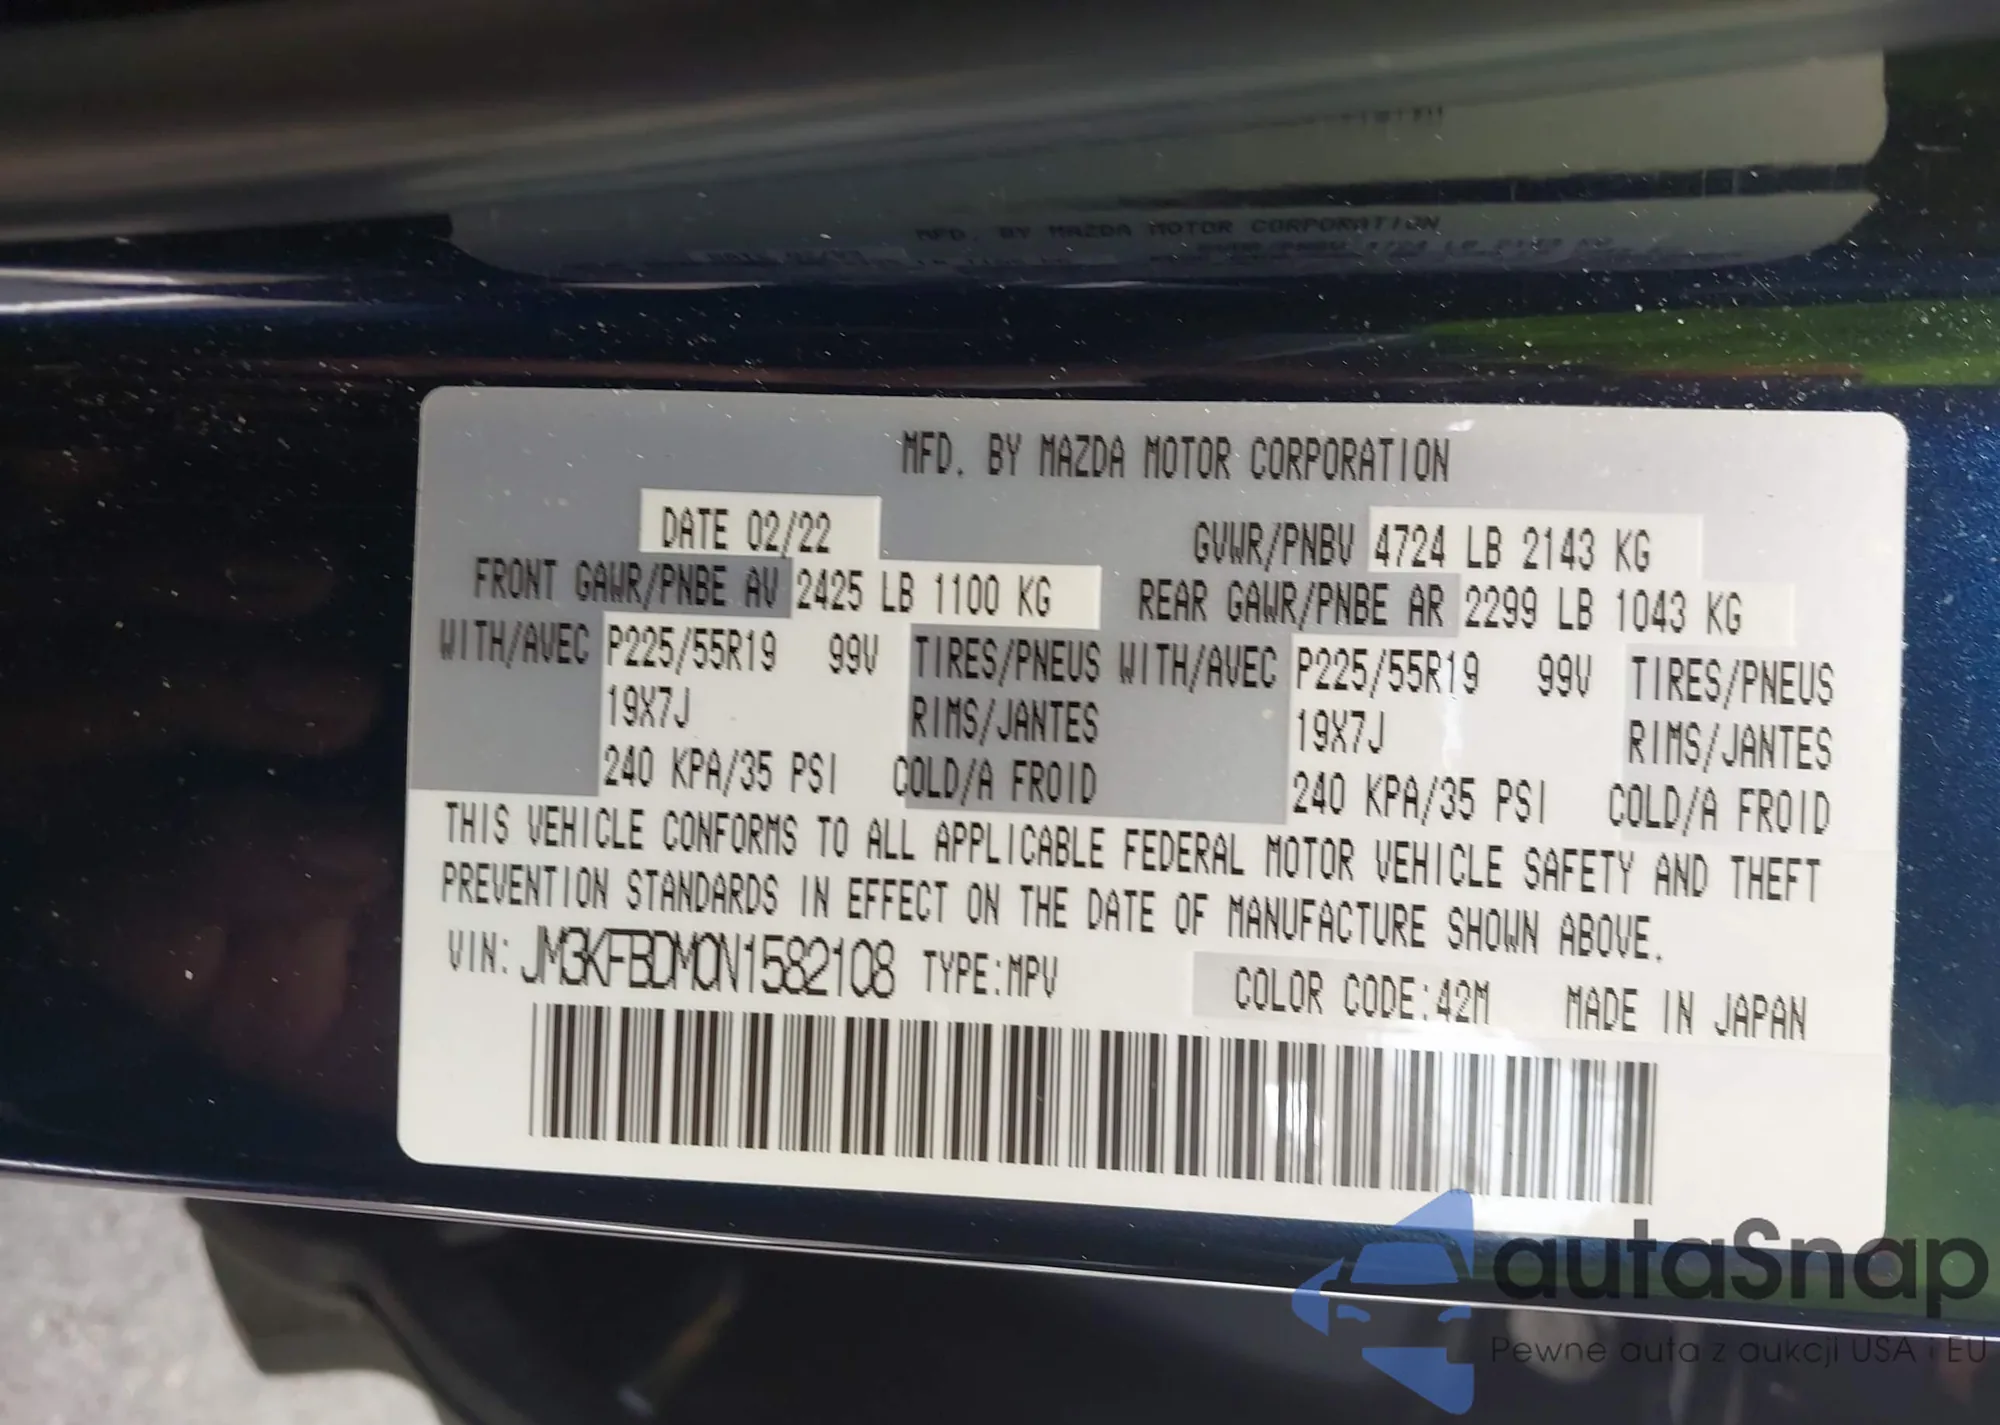 MFD. BY MAZDA MOTOR CORPORATION
MFD. BY MAZDA MOTOR CORPORATION
DATE 02/22 GVWR/PNBV 4724 LB 2143 KG
FRONT GAWR/PNBE AV 2425 LB 1100 KG REAR GAWR/PNBE AR 2299 LB 1043 KG
WITH/AVEC P225/55R19 99V TIRES/PNEUS WITH/AVEC P225/55R19 99V TIRES/PNEUS
19X7J RIMS/JANTES 19X7J RIMS/JANTES
240 KPA/35 PSI COLD/A FROID 240 KPA/35 PSI COLD/A FROID
THIS VEHICLE CONFORMS TO ALL APPLICABLE FEDERAL MOTOR VEHICLE SAFETY AND THEFT
PREVENTION STANDARDS IN EFFECT ON THE DATE OF MANUFACTURE SHOWN ABOVE.
VIN: JM3KFBDM0N1582108 TYPE:MPV COLOR CODE:42M MADE IN JAPAN
autaSnap
Pewne auta z aukcji USA i EU